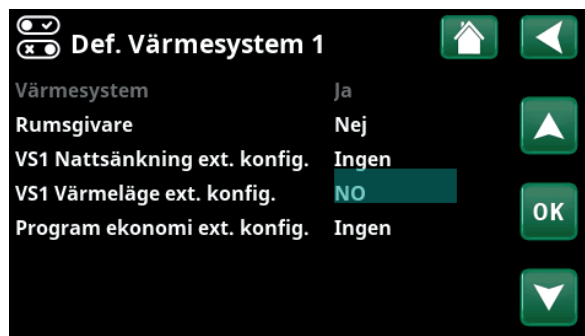 Def. Värmesystem 1
Värmesystem Ja
Rumsgivare Nej
VS1 Nattsänkning ext. konfig. Ingen
VS1 Värmeläge ext. konfig. NO
OK
Program ekonomi ext. konfig. Ingen